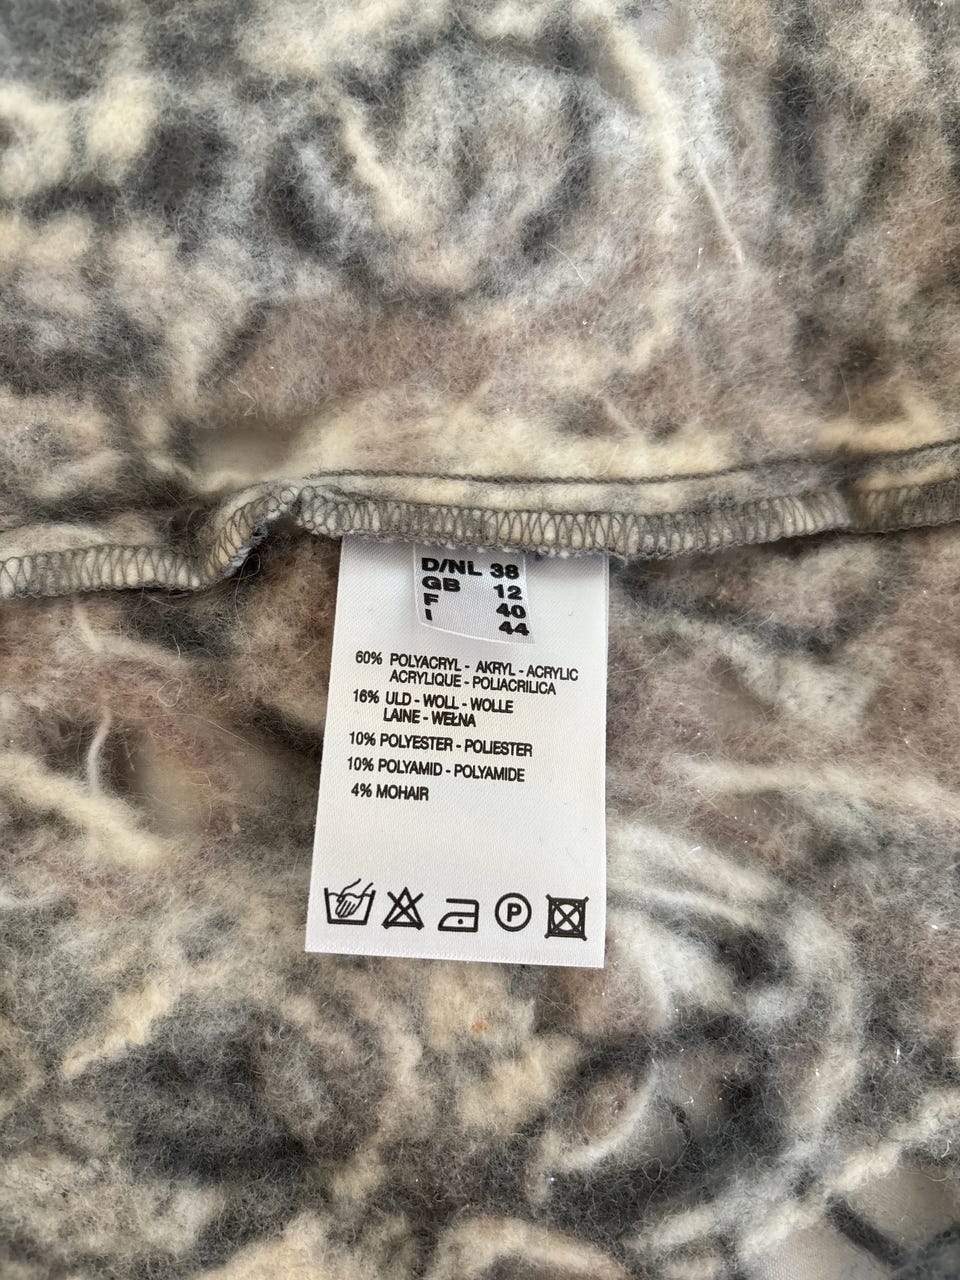 D/NL 38
GB 12
F 40
I 44
60% POLYACRYL - AKRYL - ACRYLIC
ACRYLIQUE - POLIACRILICA
16% ULD - WOLL - WOLLE
LAINE - WEŁNA
10% POLYESTER - POLIESTER
10% POLYAMID - POLYAMIDE
4% MOHAIR
P